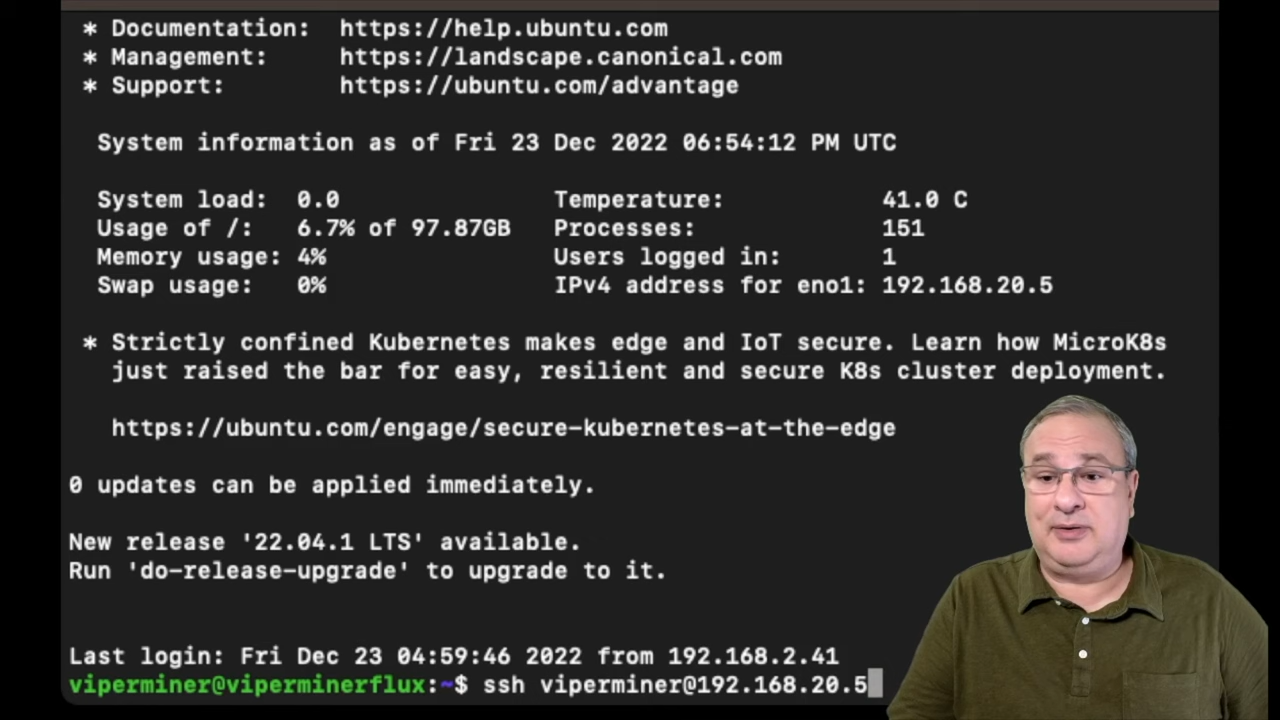 * Documentation:  https://help.ubuntu.com
* Management:     https://landscape.canonical.com
* Support:        https://ubuntu.com/advantage
System information as of Fri 23 Dec 2022 06:54:12 PM UTC
System load:  0.0               Temperature:           41.0 C
Usage of /:   6.7% of 97.87GB   Processes:             151
Memory usage: 4%                Users logged in:       1
Swap usage:   0%                IPv4 address for eno1: 192.168.20.5
* Strictly confined Kubernetes makes edge and IoT secure. Learn how MicroK8s
just raised the bar for easy, resilient and secure K8s cluster deployment.
https://ubuntu.com/engage/secure-kubernetes-at-the-edge
0 updates can be applied immediately.
New release '22.04.1 LTS' available.
Run 'do-release-upgrade' to upgrade to it.
Last login: Fri Dec 23 04:59:46 2022 from 192.168.2.41
viperminer@viperminerflux:~$ ssh viperminer@192.168.20.5